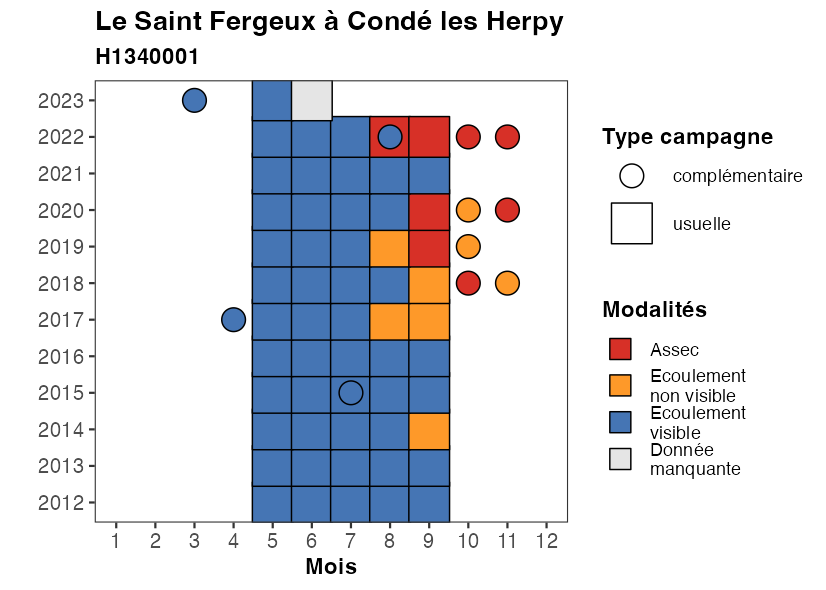 Le Saint Fergeux à Condé les Herpy
H1340001
2023
2022
2021
2020
2019
2018
2017
2016
2015
2014
2013
2012
1 2 3 4 5 6 7 8 9 10 11 12
Mois
Type campagne
complémentaire
usuelle
Modalités
Assec
Ecoulement
non visible
Ecoulement
visible
Donnée
manquante